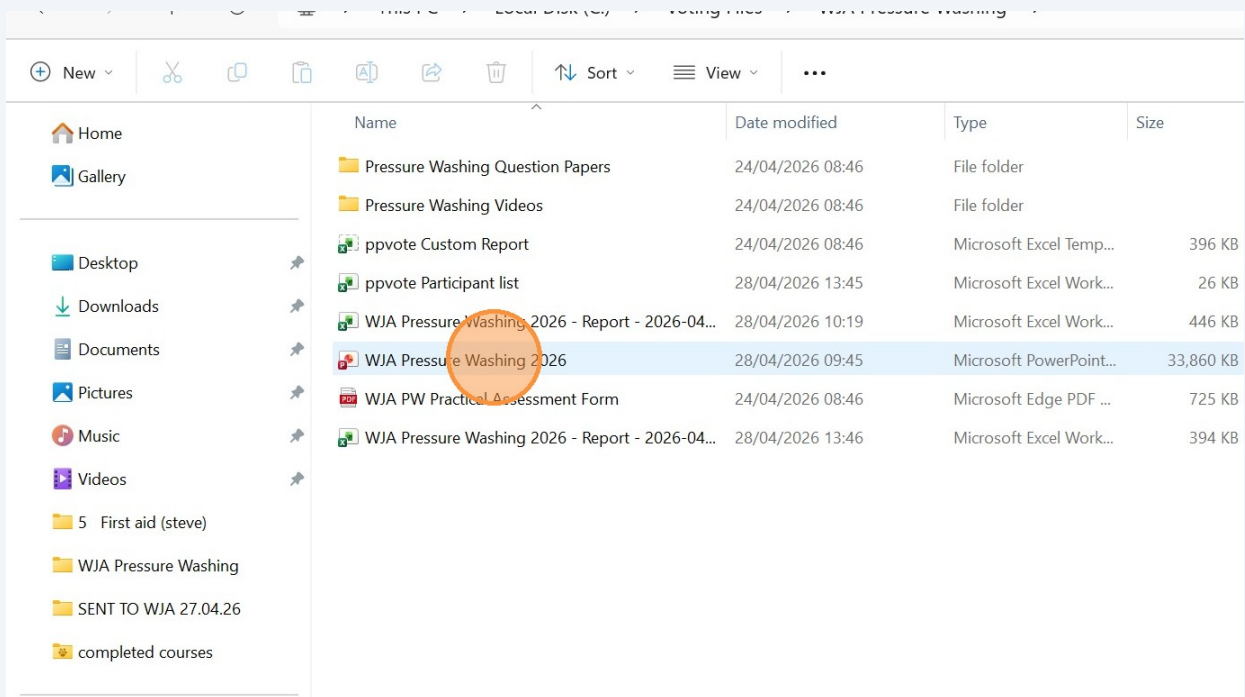 This PC > Local Disk (C:) > Voting Files > WJA Pressure Washing >
New
Sort
View
Name
Date modified
Type
Size
Home
Gallery
Desktop
Downloads
Documents
Pictures
Music
Videos
5 First aid (steve)
WJA Pressure Washing
SENT TO WJA 27.04.26
completed courses
Pressure Washing Question Papers 24/04/2026 08:46 File folder
Pressure Washing Videos 24/04/2026 08:46 File folder
ppvote Custom Report 24/04/2026 08:46 Microsoft Excel Temp... 396 KB
ppvote Participant list 28/04/2026 13:45 Microsoft Excel Work... 26 KB
WJA Pressure Washing 2026 - Report - 2026-04... 28/04/2026 10:19 Microsoft Excel Work... 446 KB
WJA Pressure Washing 2026 28/04/2026 09:45 Microsoft PowerPoint... 33,860 KB
WJA PW Practical Assessment Form 24/04/2026 08:46 Microsoft Edge PDF ... 725 KB
WJA Pressure Washing 2026 - Report - 2026-04... 28/04/2026 13:46 Microsoft Excel Work... 394 KB